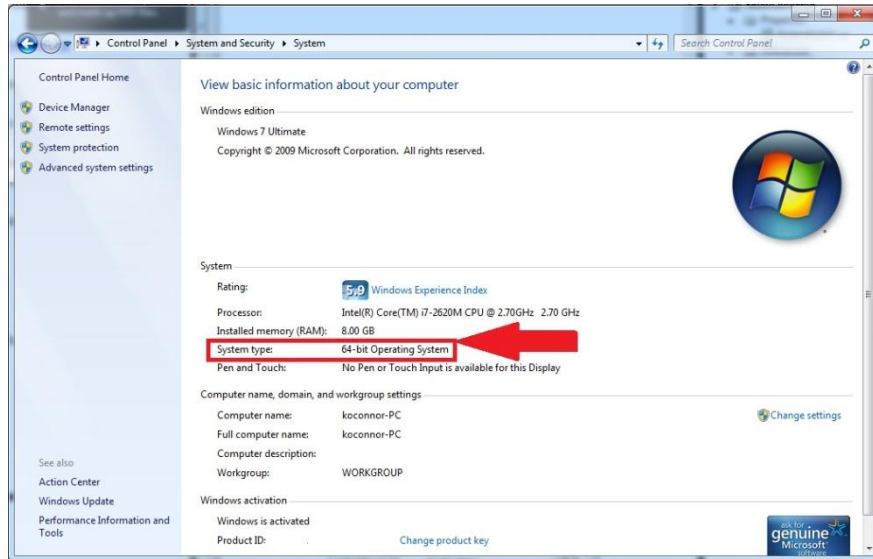 Control Panel ▸ System and Security ▸ System
Search Control Panel
Control Panel Home
Device Manager
Remote settings
System protection
Advanced system settings
See also
Action Center
Windows Update
Performance Information and
Tools
View basic information about your computer
Windows edition
Windows 7 Ultimate
Copyright © 2009 Microsoft Corporation. All rights reserved.
System
Rating:
5,9 Windows Experience Index
Processor: Intel(R) Core(TM) i7-2620M CPU @ 2.70GHz 2.70 GHz
Installed memory (RAM): 8.00 GB
System type: 64-bit Operating System
Pen and Touch: No Pen or Touch Input is available for this Display
Computer name, domain, and workgroup settings
Computer name: koconnor-PC
Change settings
Full computer name: koconnor-PC
Computer description:
Workgroup: WORKGROUP
Windows activation
Windows is activated
Product ID:
Change product key
ask for
genuine
Microsoft
software